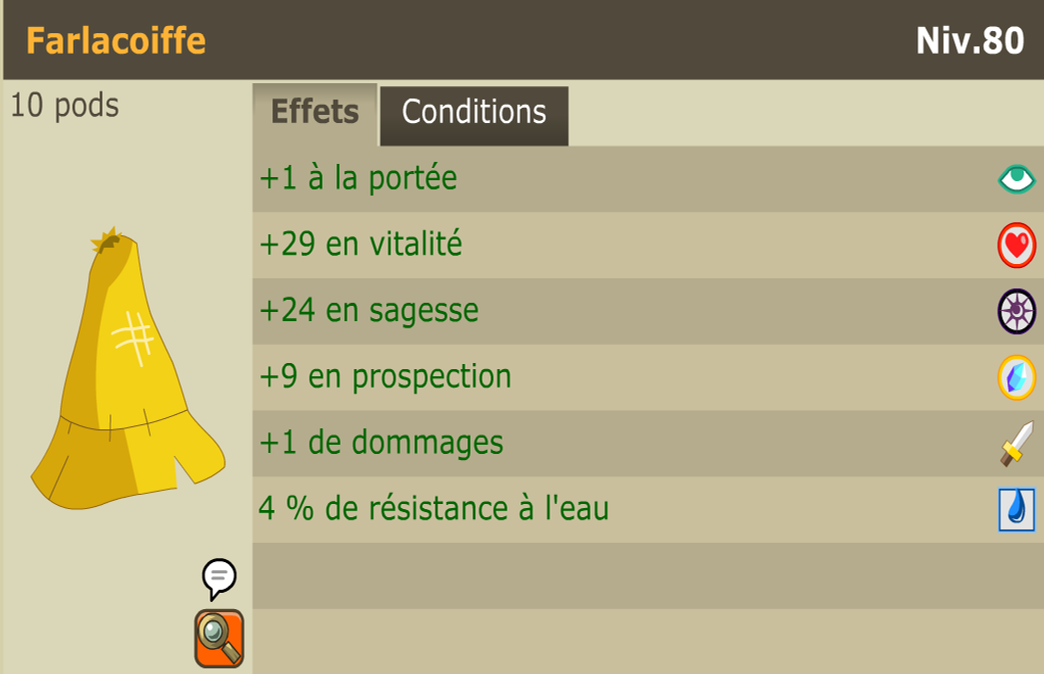 Farlacoiffe
Niv.80
10 pods
Effets
Conditions
+1 à la portée
+29 en vitalité
+24 en sagesse
+9 en prospection
+1 de dommages
4 % de résistance à l'eau